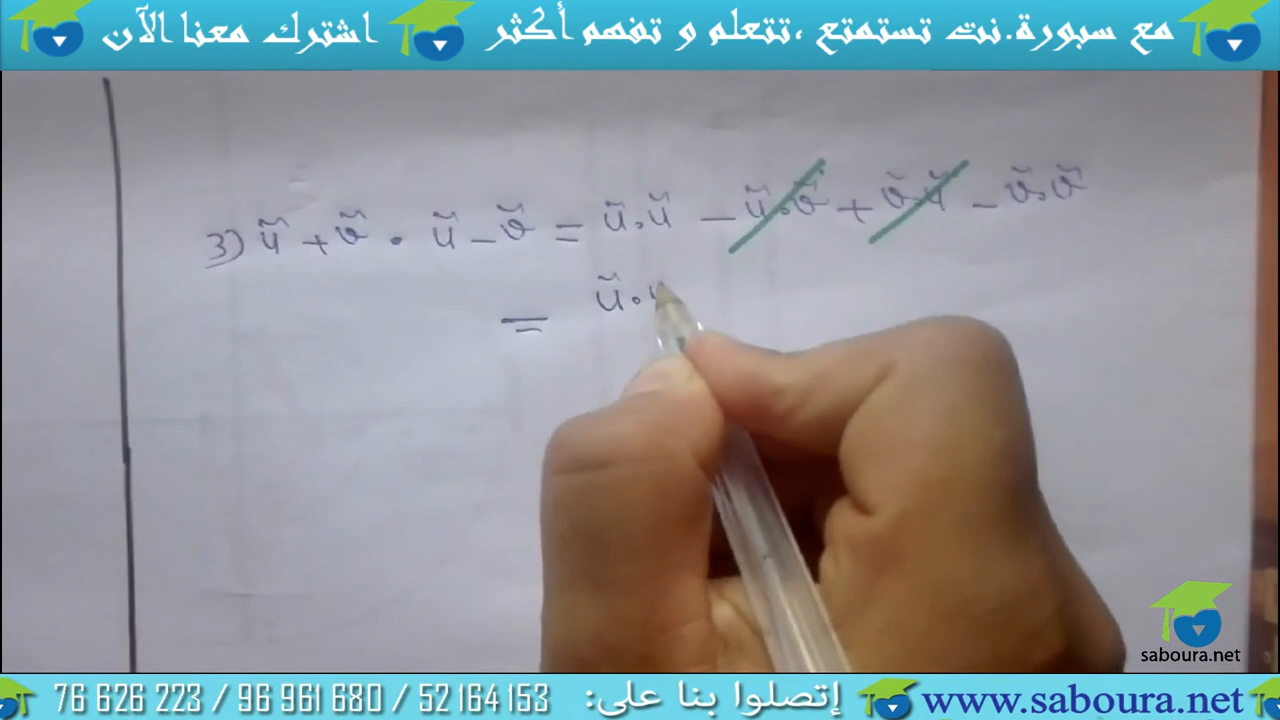 مع سبورة.نت تستمتع ،تتعلم و تفهم أكثر
اشترك معنا الآن
3) ũ + ṽ . ũ - ṽ = ũ.ũ - ũ.ṽ + ṽ.ũ - ṽ.ṽ
= ũ.
saboura.net
76 626 223 / 96 961 680 / 52 164 153 إتصلوا بنا على: www.saboura.net